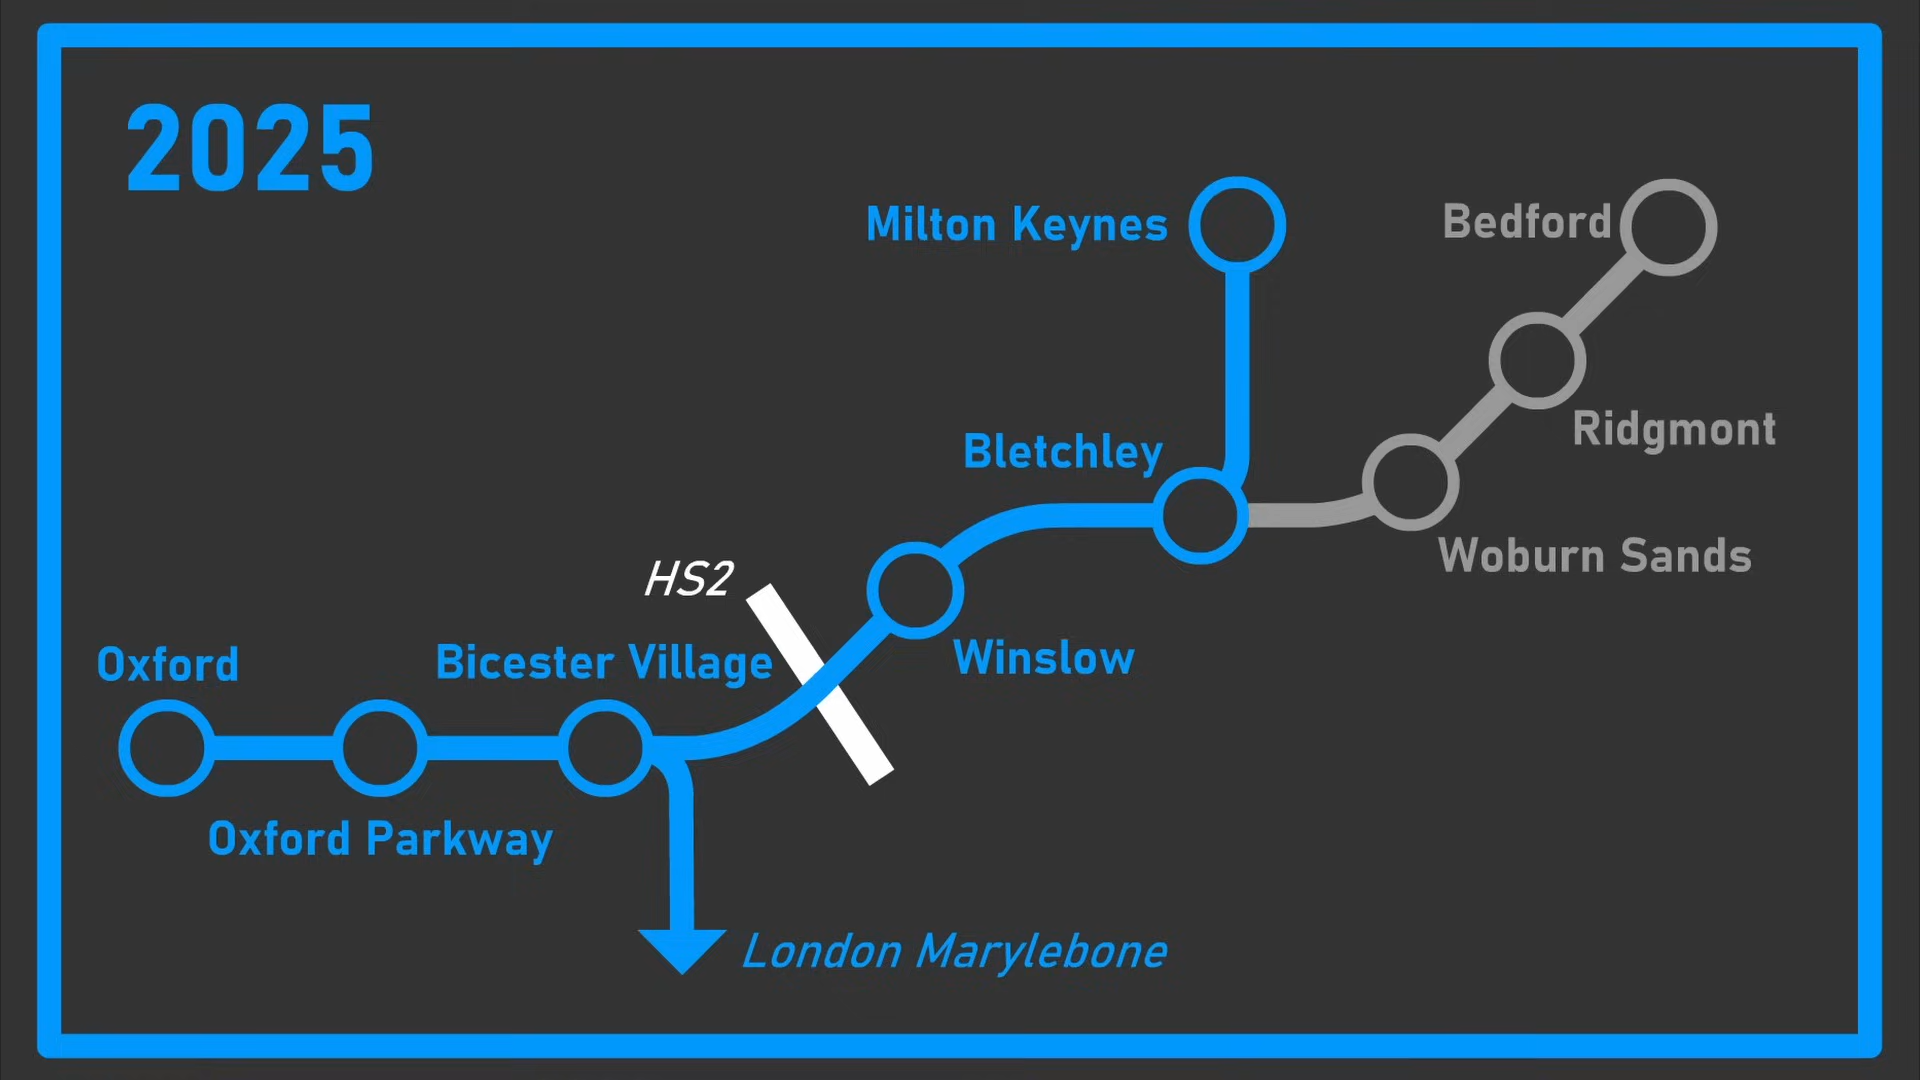 2025
Milton Keynes
Bedford
Ridgmont
Bletchley
Woburn Sands
HS2
Winslow
Oxford
Bicester Village
Oxford Parkway
London Marylebone